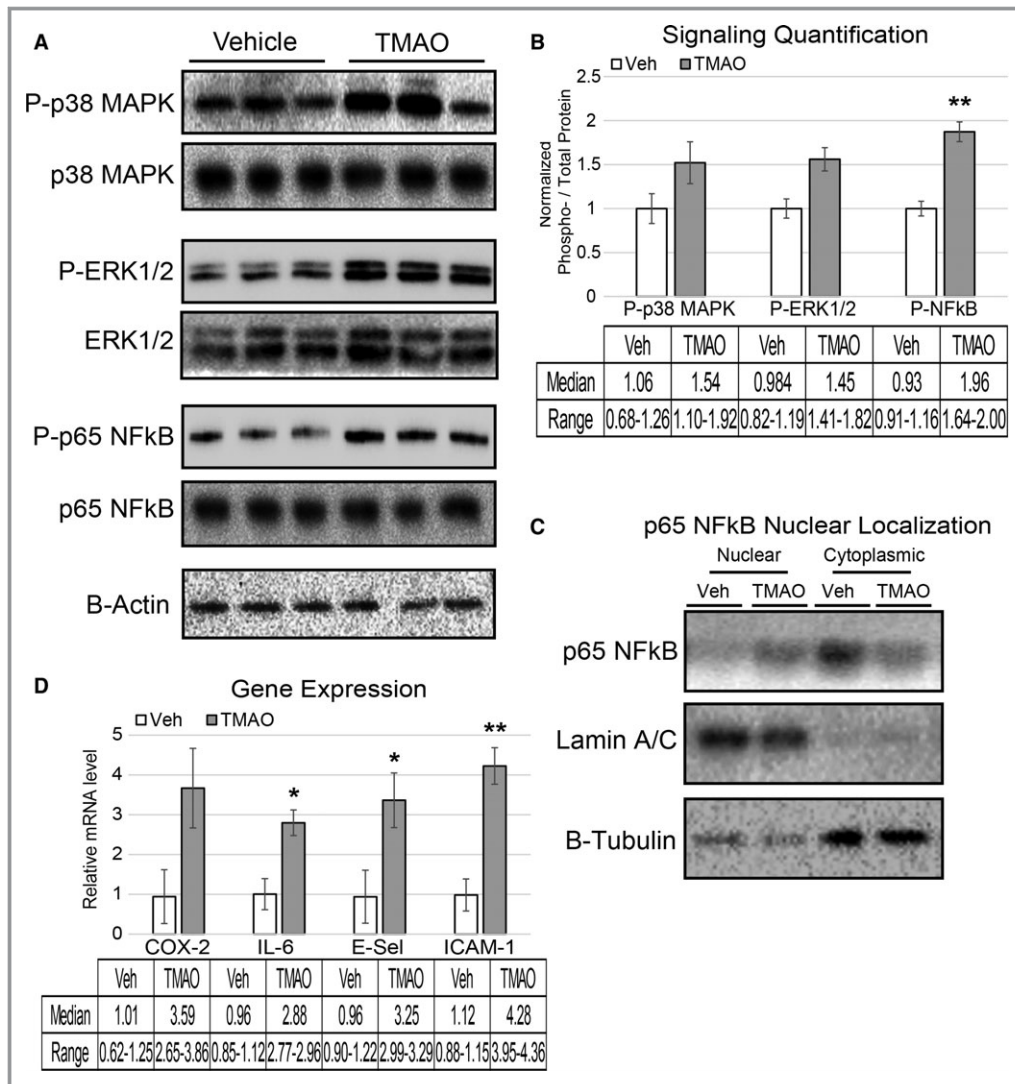 A
Vehicle TMAO
P-p38 MAPK
p38 MAPK
P-ERK1/2
ERK1/2
P-p65 NFkB
p65 NFkB
B-Actin
B
Signaling Quantification
Veh TMAO
Normalized
Phospho- / Total Protein
2.5
2
1.5
1
0.5
0
**
P-p38 MAPK P-ERK1/2 P-NFkB
Veh TMAO Veh TMAO Veh TMAO
Median 1.06 1.54 0.984 1.45 0.93 1.96
Range 0.68-1.26 1.10-1.92 0.82-1.19 1.41-1.82 0.91-1.16 1.64-2.00
C
p65 NFkB Nuclear Localization
Nuclear Cytoplasmic
Veh TMAO Veh TMAO
p65 NFkB
Lamin A/C
B-Tubulin
D
Gene Expression
Veh TMAO
Relative mRNA level
5
4
3
2
1
0
* * **
COX-2 IL-6 E-Sel ICAM-1
Veh TMAO Veh TMAO Veh TMAO Veh TMAO
Median 1.01 3.59 0.96 2.88 0.96 3.25 1.12 4.28
Range 0.62-1.25 2.65-3.86 0.85-1.12 2.77-2.96 0.90-1.22 2.99-3.29 0.88-1.15 3.95-4.36